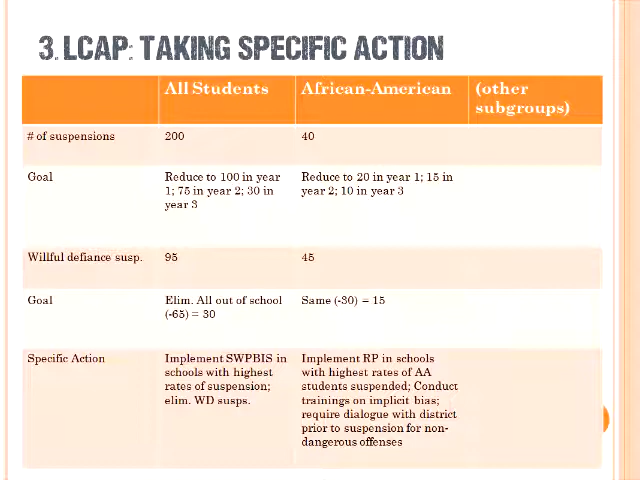 3. LCAP: TAKING SPECIFIC ACTION
All Students
African-American
(other
subgroups)
# of suspensions
200
40
Goal
Reduce to 100 in year
1; 75 in year 2; 30 in
year 3
Reduce to 20 in year 1; 15 in
year 2; 10 in year 3
Willful defiance susp.
95
45
Goal
Elim. All out of school
(-65) = 30
Same (-30) = 15
Specific Action
Implement SWPBIS in
schools with highest
rates of suspension;
elim. WD susps.
Implement RP in schools
with highest rates of AA
students suspended; Conduct
trainings on implicit bias;
require dialogue with district
prior to suspension for non-
dangerous offenses